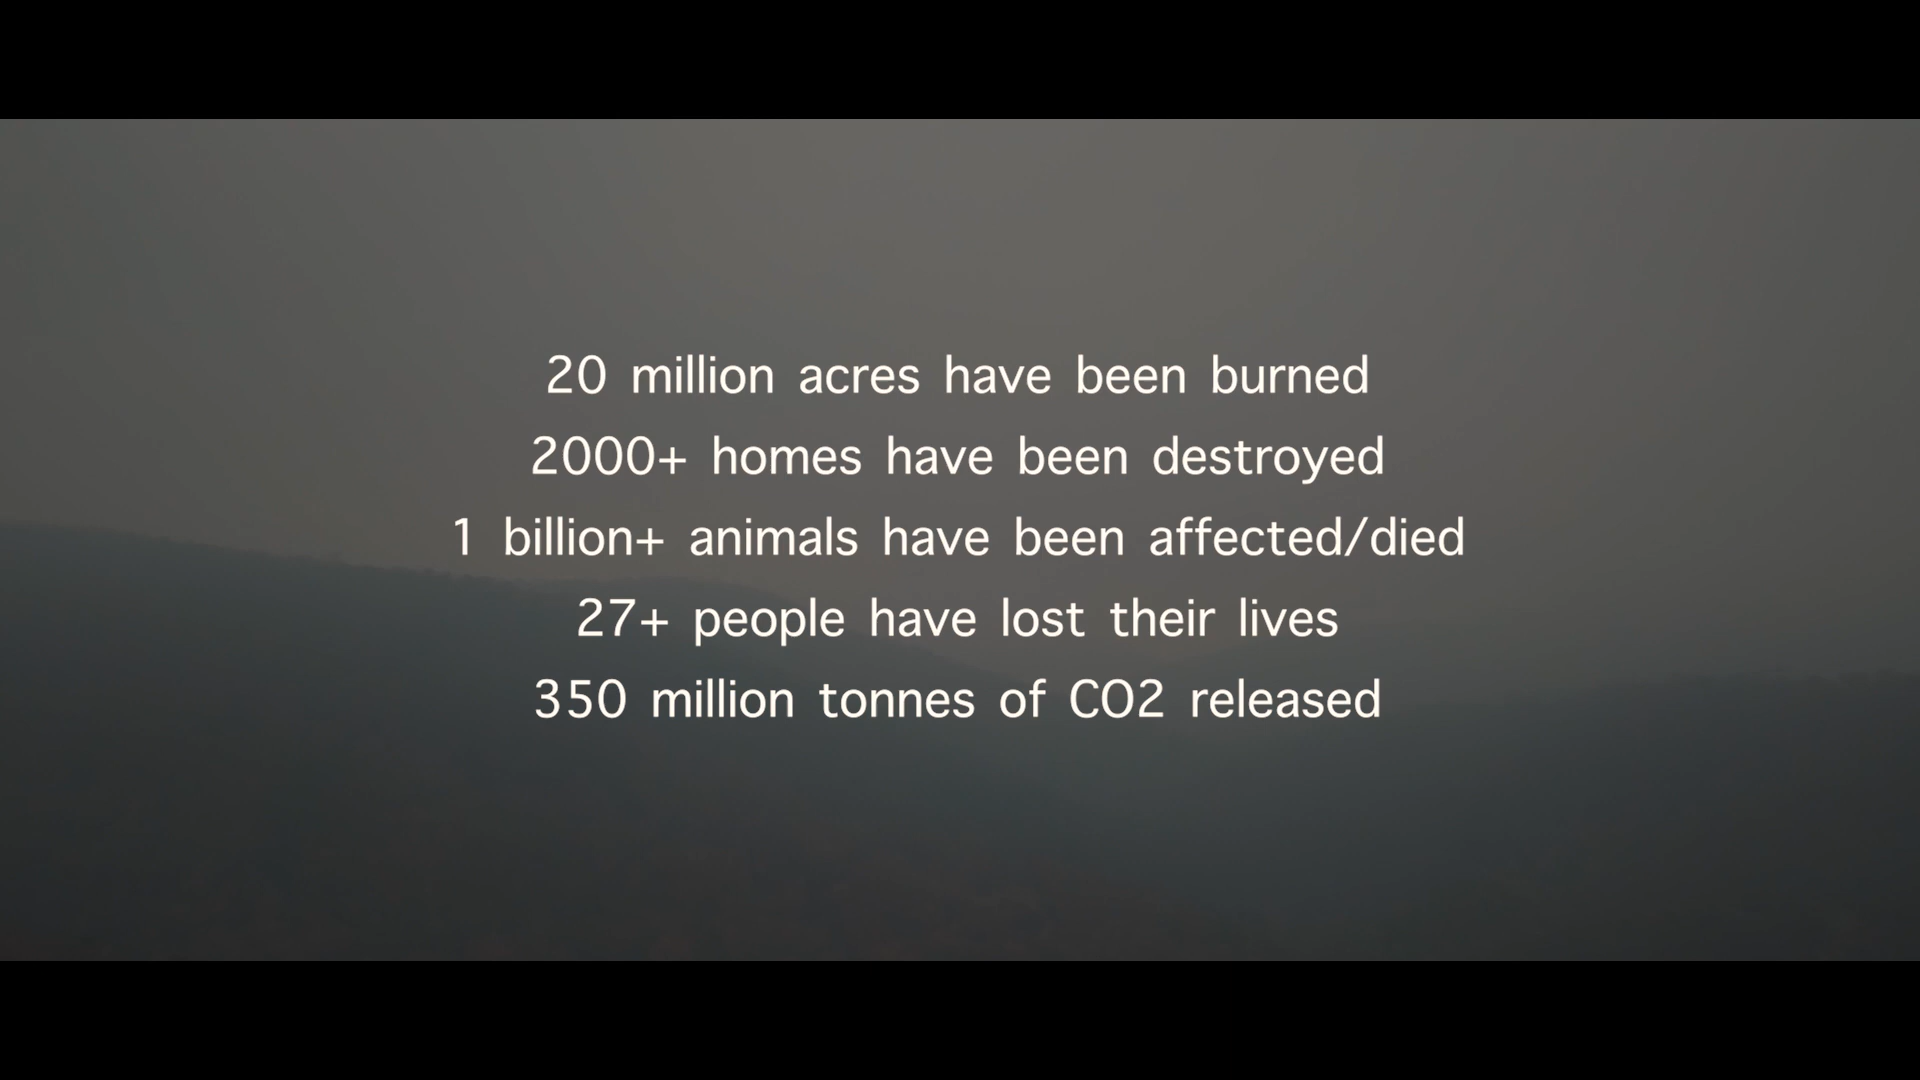 20 million acres have been burned
2000+ homes have been destroyed
1 billion+ animals have been affected/died
27+ people have lost their lives
350 million tonnes of CO2 released